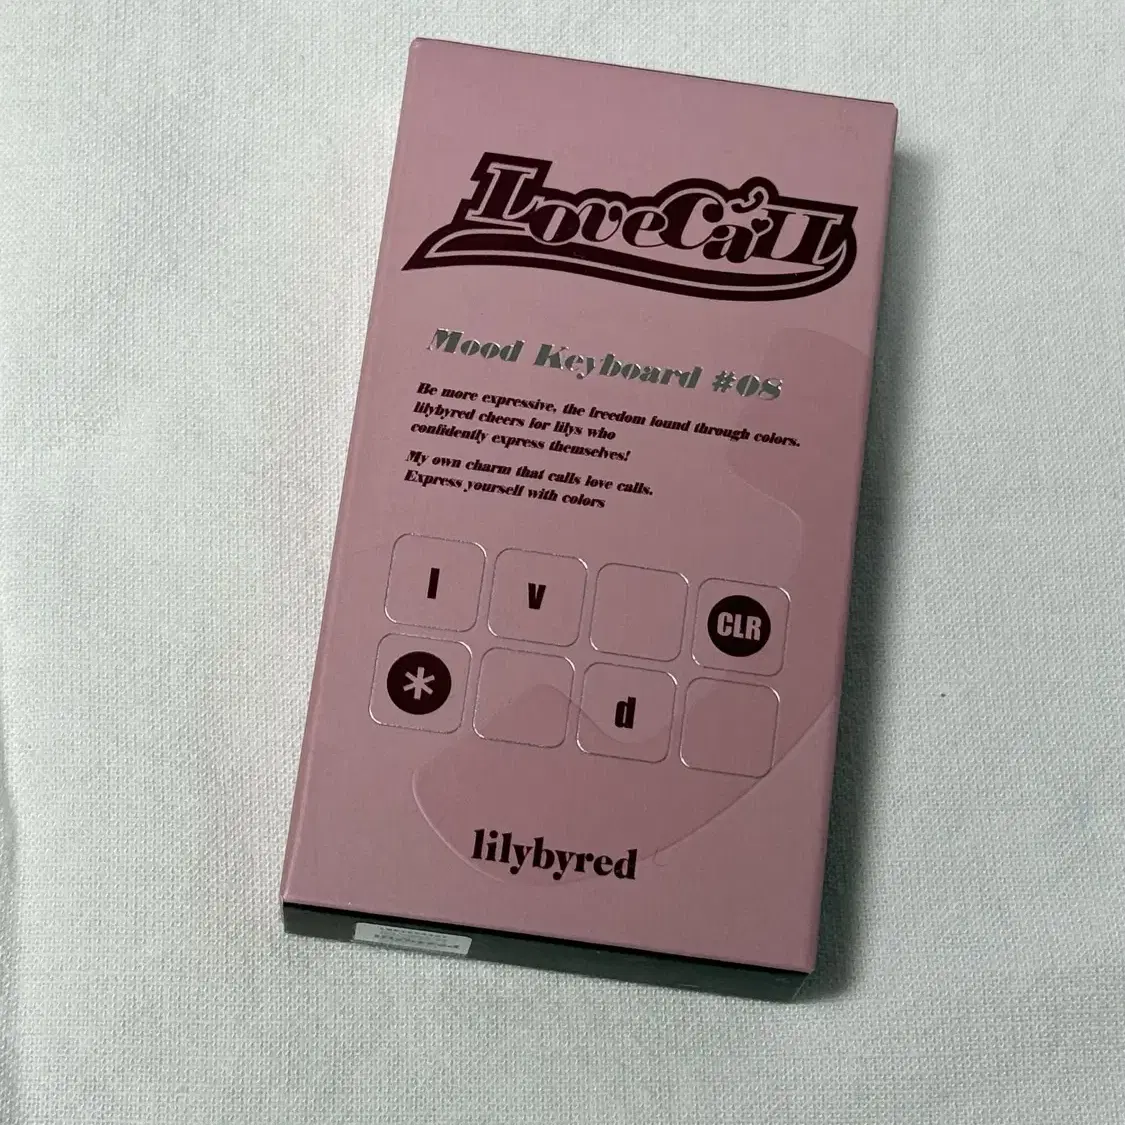 LoveCall
Mood Keyboard #08
Be more expressive, the freedom found through colors.
lilybyred cheers for lilys who
confidently express themselves!
My own charm that calls love calls.
Express yourself with colors
l v CLR
* d
lilybyred